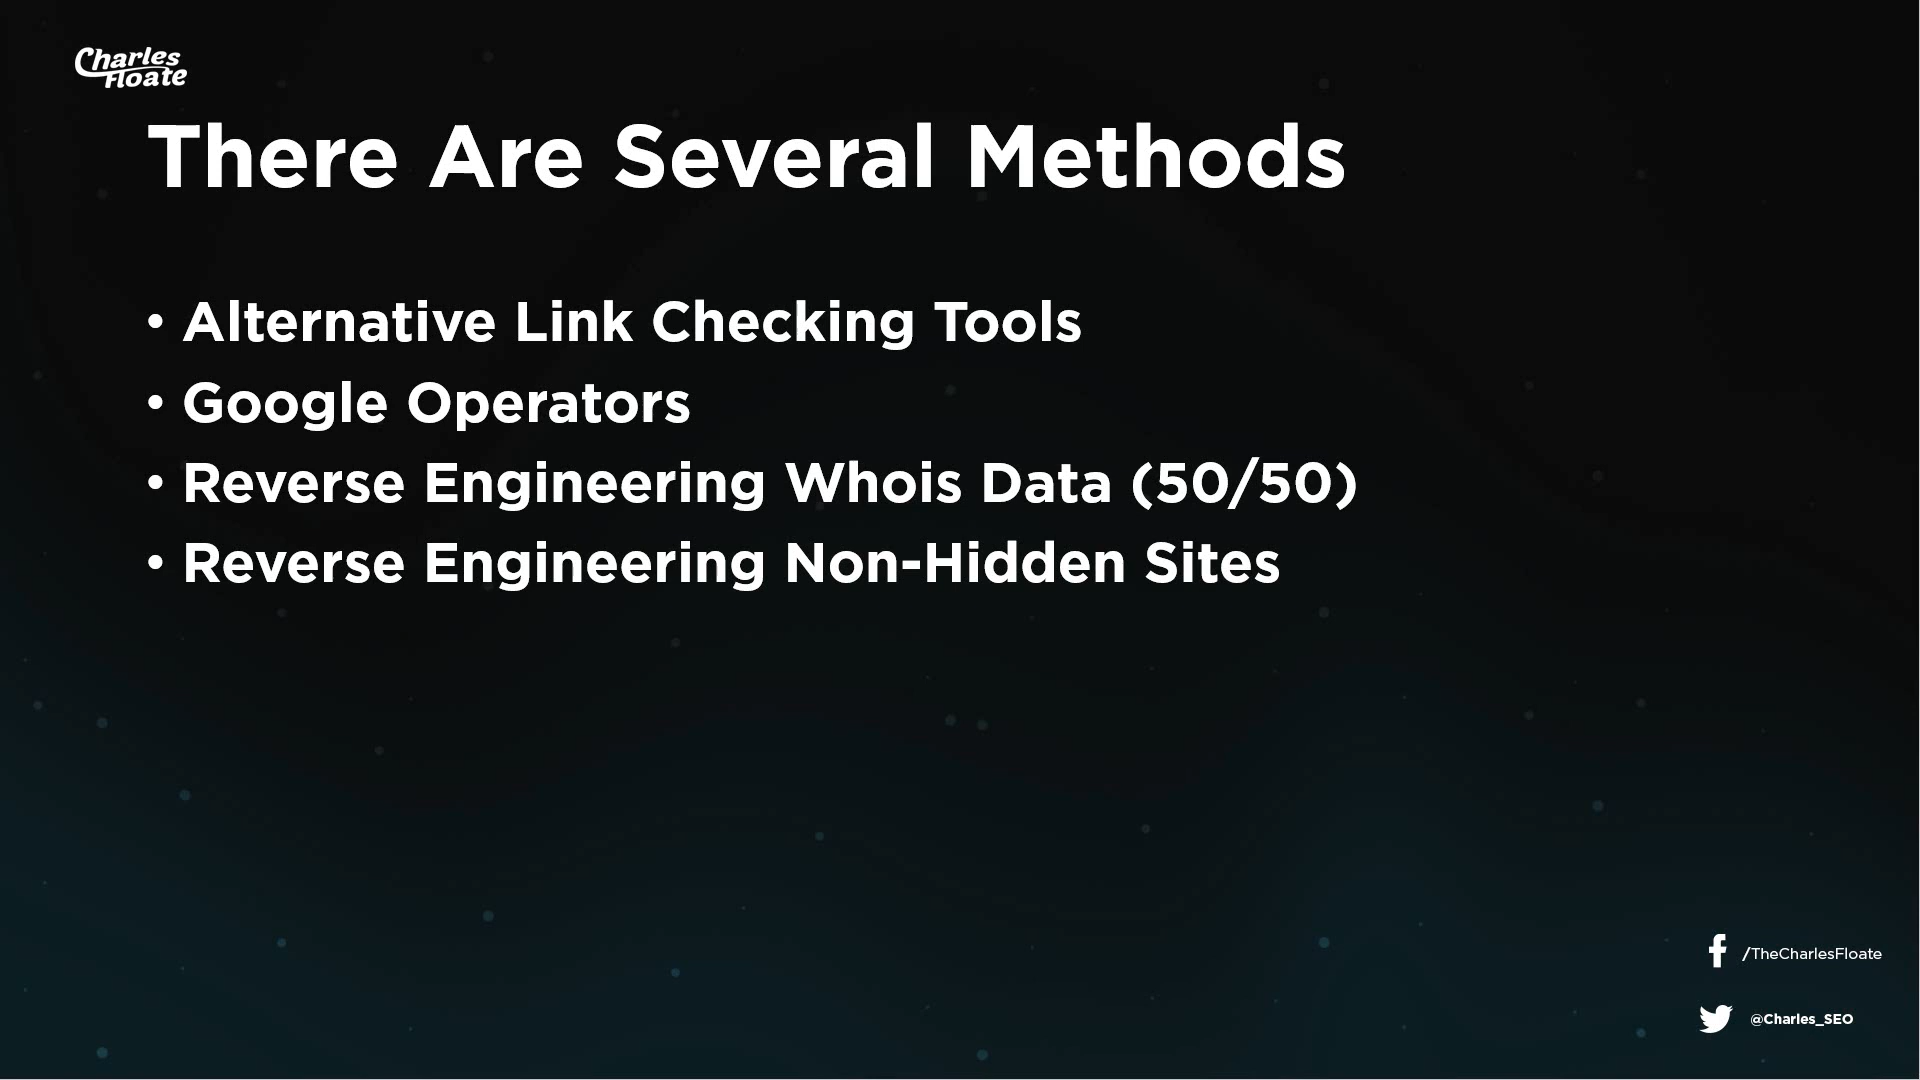 Charles
Floate
There Are Several Methods
• Alternative Link Checking Tools
• Google Operators
• Reverse Engineering Whois Data (50/50)
• Reverse Engineering Non-Hidden Sites
/TheCharlesFloate
@Charles_SEO